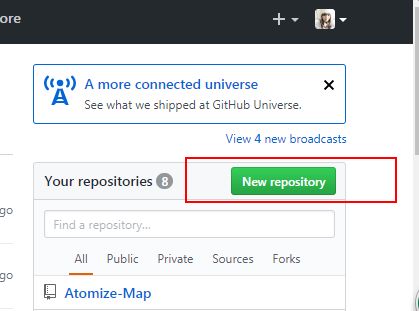 ore
A more connected universe
See what we shipped at GitHub Universe.
View 4 new broadcasts
Your repositories 8 New repository
Find a repository...
All Public Private Sources Forks
go
Atomize-Map
go